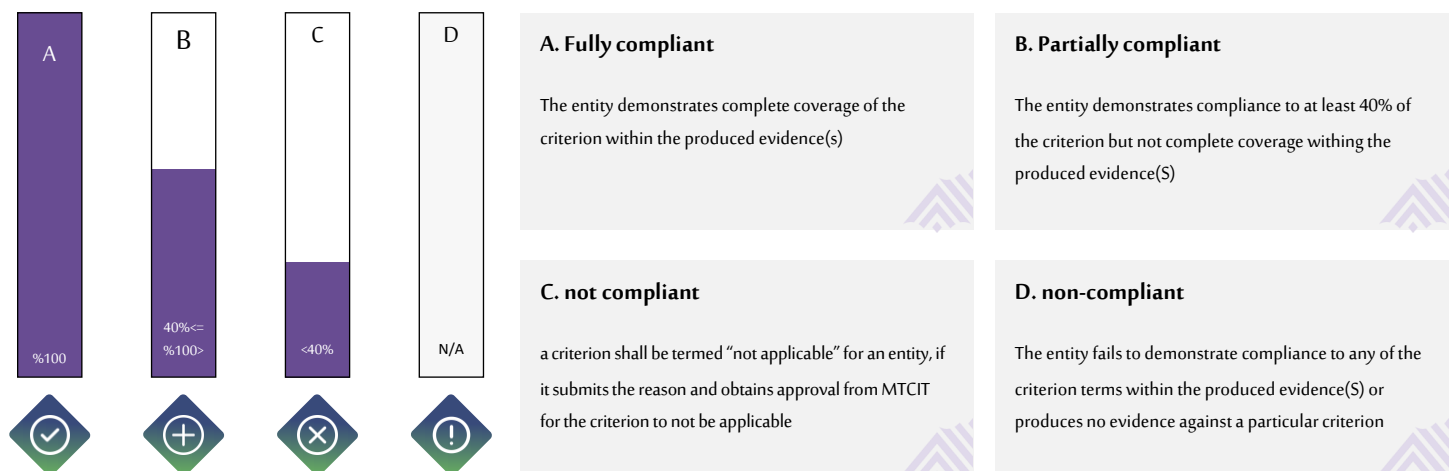 A
%100
B
40%<=
%100>
C
<40%
D
N/A
A. Fully compliant
The entity demonstrates complete coverage of the
criterion within the produced evidence(s)
B. Partially compliant
The entity demonstrates compliance to at least 40% of
the criterion but not complete coverage withing the
produced evidence(S)
C. not compliant
a criterion shall be termed “not applicable” for an entity, if
it submits the reason and obtains approval from MTCIT
for the criterion to not be applicable
D. non-compliant
The entity fails to demonstrate compliance to any of the
criterion terms within the produced evidence(S) or
produces no evidence against a particular criterion